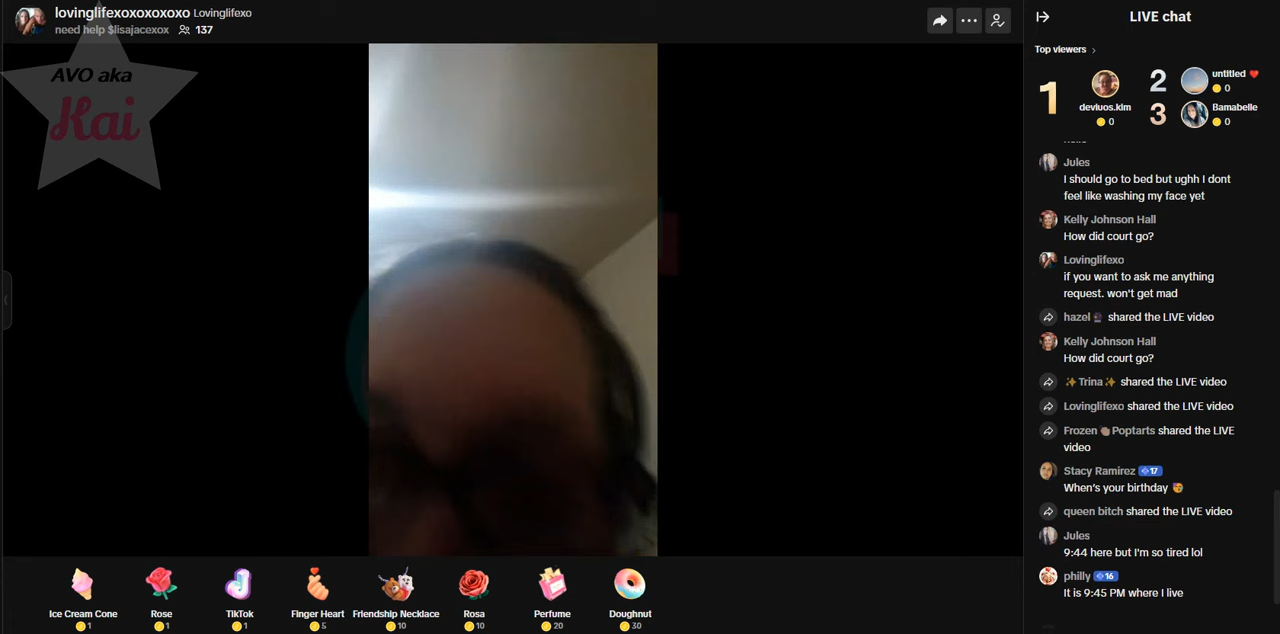 lovinglifexoxoxoxoxo Lovinglifexo
need help $lisajacexox 137
AVO aka
Kai
LIVE chat
Top viewers
1
devluos.kim
0
2
untitled ❤️
0
3
Bamabelle
0
Jules
I should go to bed but ughh I dont
feel like washing my face yet
Kelly Johnson Hall
How did court go?
Lovinglifexo
if you want to ask me anything
request. won't get mad
hazel shared the LIVE video
Kelly Johnson Hall
How did court go?
✨Trina✨ shared the LIVE video
Lovinglifexo shared the LIVE video
Frozen Poptarts shared the LIVE
video
Stacy Ramirez 17
When's your birthday 🥳
queen bitch shared the LIVE video
Jules
9:44 here but I'm so tired lol
philly 16
It is 9:45 PM where I live
Ice Cream Cone
1
Rose
1
TikTok
1
Finger Heart
5
Friendship Necklace
10
Rosa
10
Perfume
20
Doughnut
30